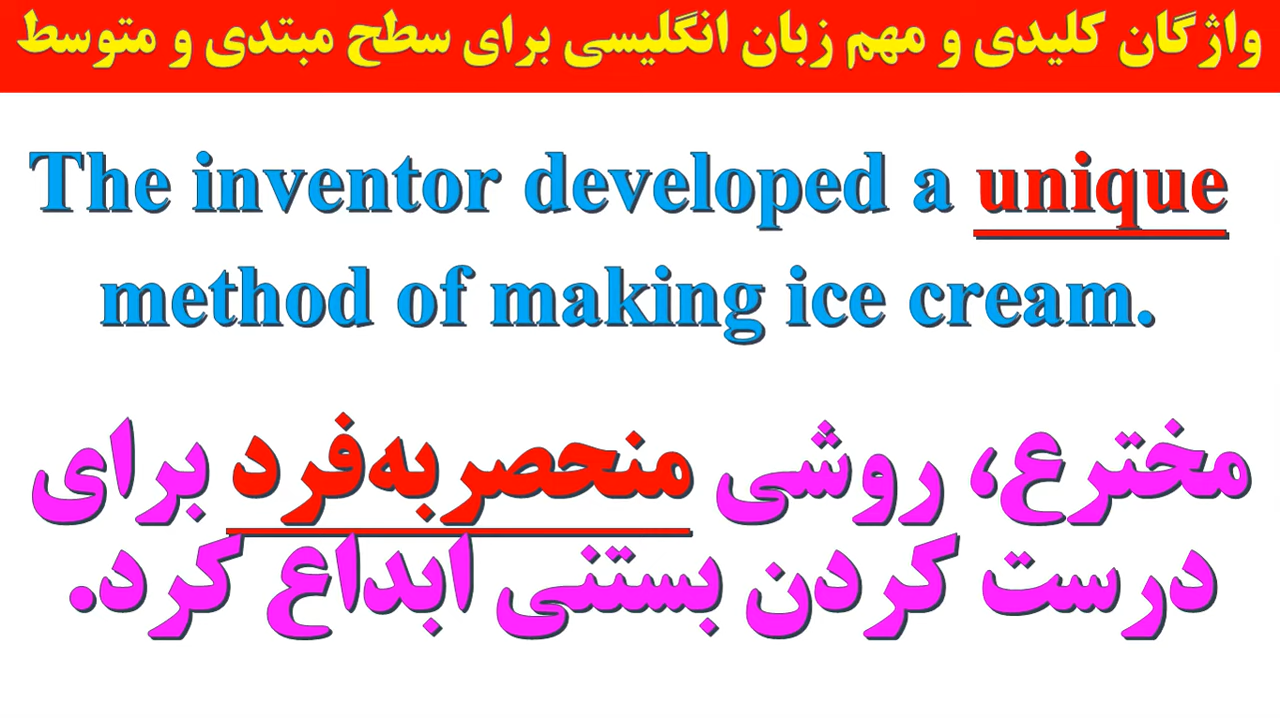 واژگان کلیدی و مهم زبان انگلیسی برای سطح مبتدی و متوسط
The inventor developed a unique
method of making ice cream.
مخترع، روشی منحصربه‌فرد برای
درست کردن بستنی ابداع کرد.